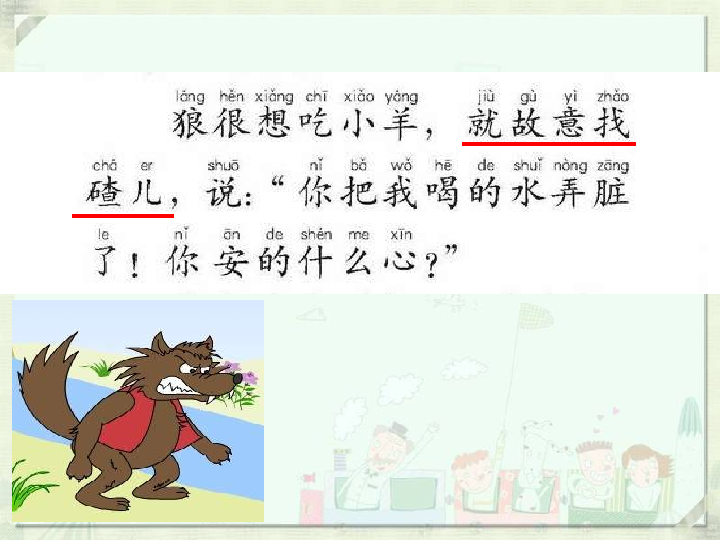 láng hěn xiǎng chī xiǎo yáng jiù gù yì zhǎo
狼很想吃小羊，就故意找
chá er shuō nǐ bǎ wǒ hē de shuǐ nòng zāng
碴儿，说：“你把我喝的水弄脏
le nǐ ān de shén me xīn
了！你安的什么心？”